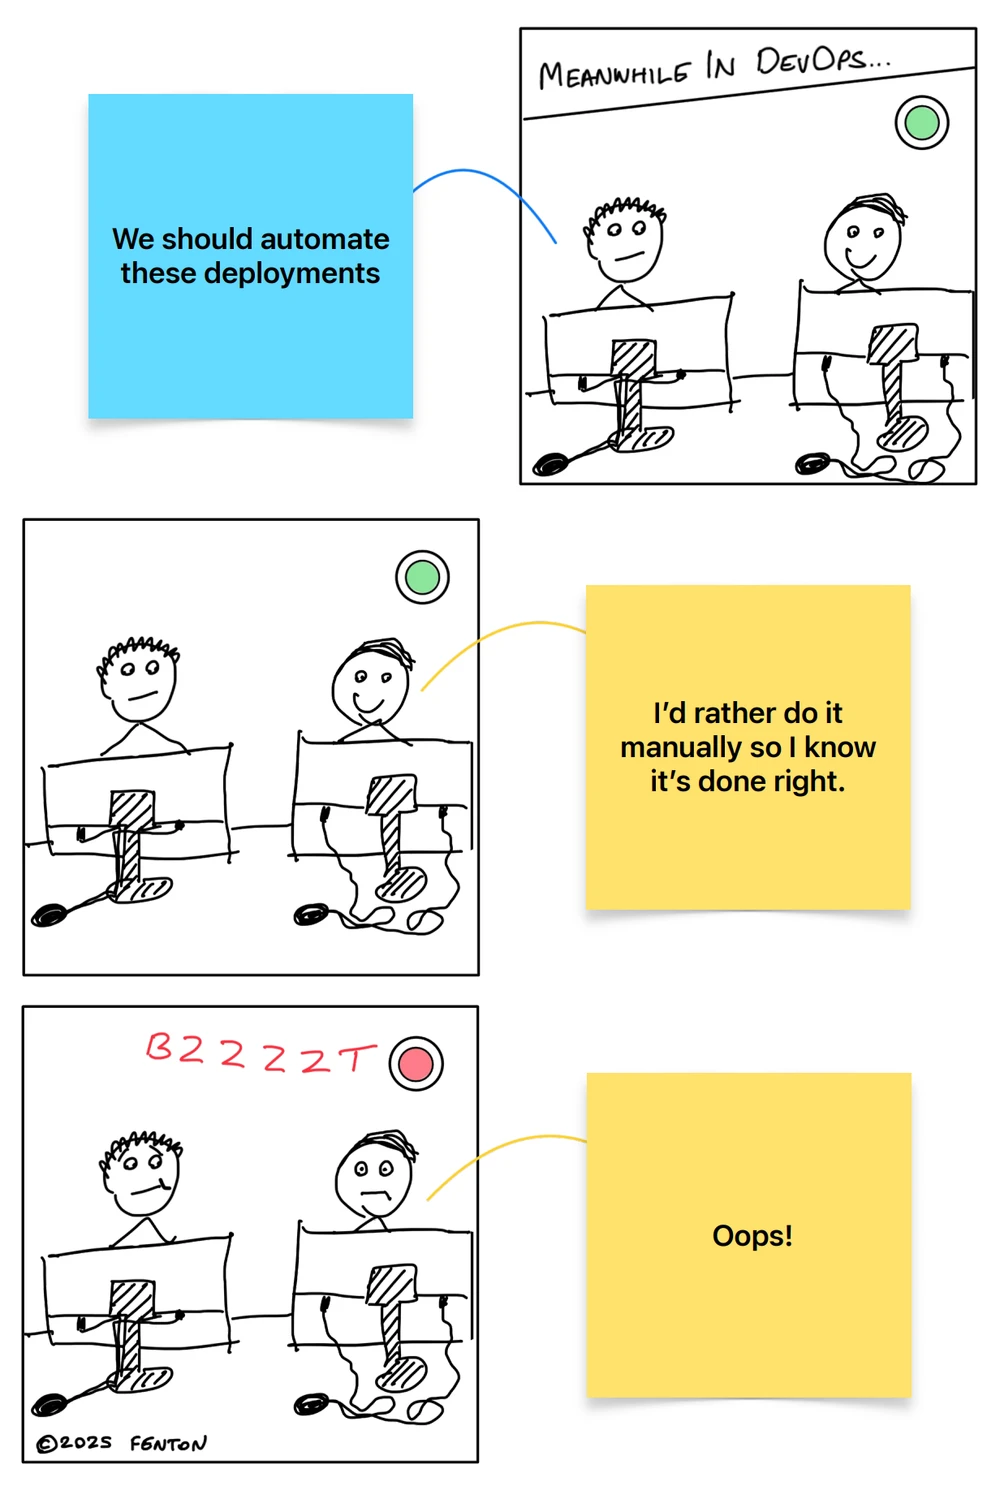 MEANWHILE IN DEVOPS...
We should automate
these deployments
I’d rather do it
manually so I know
it’s done right.
BZZZZT
Oops!
©2025 FENTON